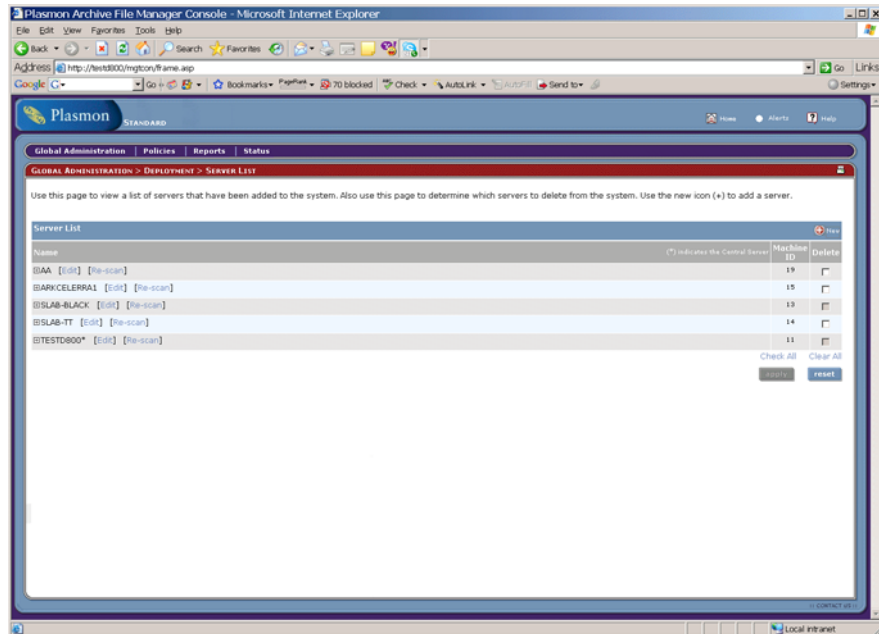 Plasmon Archive File Manager Console - Microsoft Internet Explorer
File Edit View Favorites Tools Help
Back Search Favorites
Address http://testd800/mgtcon/frame.asp Go Links
Google G Go Bookmarks PageRank 70 blocked Check AutoLink AutoFill Send to Settings
Plasmon STANDARD Home Alerts Help
Global Administration | Policies | Reports | Status
GLOBAL ADMINISTRATION > DEPLOYMENT > SERVER LIST
Use this page to view a list of servers that have been added to the system. Also use this page to determine which servers to delete from the system. Use the new icon (+) to add a server.
Server List New
Name (*) indicates the Central Server Machine ID Delete
AA [Edit] [Re-scan] 19
ARKCELERRA1 [Edit] [Re-scan] 15
SLAB-BLACK [Edit] [Re-scan] 13
SLAB-TT [Edit] [Re-scan] 14
TESTD800* [Edit] [Re-scan] 11
Check All Clear All
apply reset
:: CONTACT US ::
Local intranet